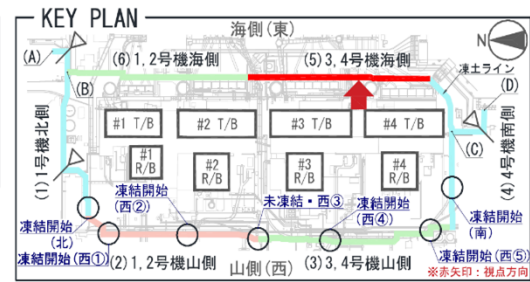 KEY PLAN
海側(東)
N
(A)
(6) 1, 2号機海側
(5) 3, 4号機海側
凍土ライン
(B)
(D)
#1 T/B
#2 T/B
#3 T/B
#4 T/B
(C)
(1) 1号機北側
(4) 4号機南側
#1
R/B
#2
R/B
#3
R/B
#4
R/B
凍結開始
(西②)
未凍結・西③
凍結開始
(西④)
凍結開始
(北)
凍結開始
(南)
凍結開始(西①)
(2) 1, 2号機山側
山側(西)
(3) 3, 4号機山側
凍結開始(西⑤)
※赤矢印：視点方向